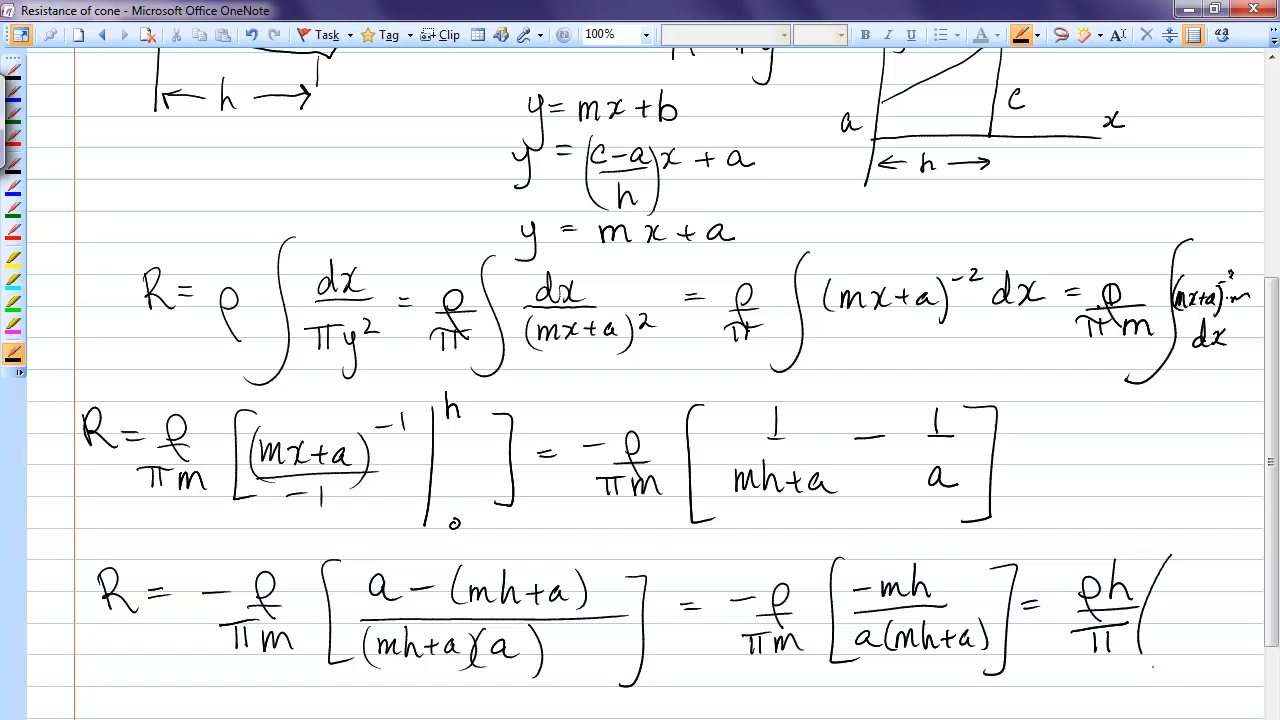 Resistance of cone - Microsoft Office OneNote
Task Tag Clip 100% B I U A
h
y = mx + b
y = ((c-a)/h)x + a
y = mx + a
a c x
h
R = ρ ∫ dx/πy² = ρ/π ∫ dx/(mx+a)² = ρ/π ∫ (mx+a)⁻² dx = ρ/πm ∫ (mx+a)⁻²·m dx
R = ρ/πm [ (mx+a)⁻¹/-1 | h 0 ] = -ρ/πm [ 1/mh+a - 1/a ]
R = -ρ/πm [ a-(mh+a)/(mh+a)(a) ] = -ρ/πm [ -mh/a(mh+a) ] = ρh/π (